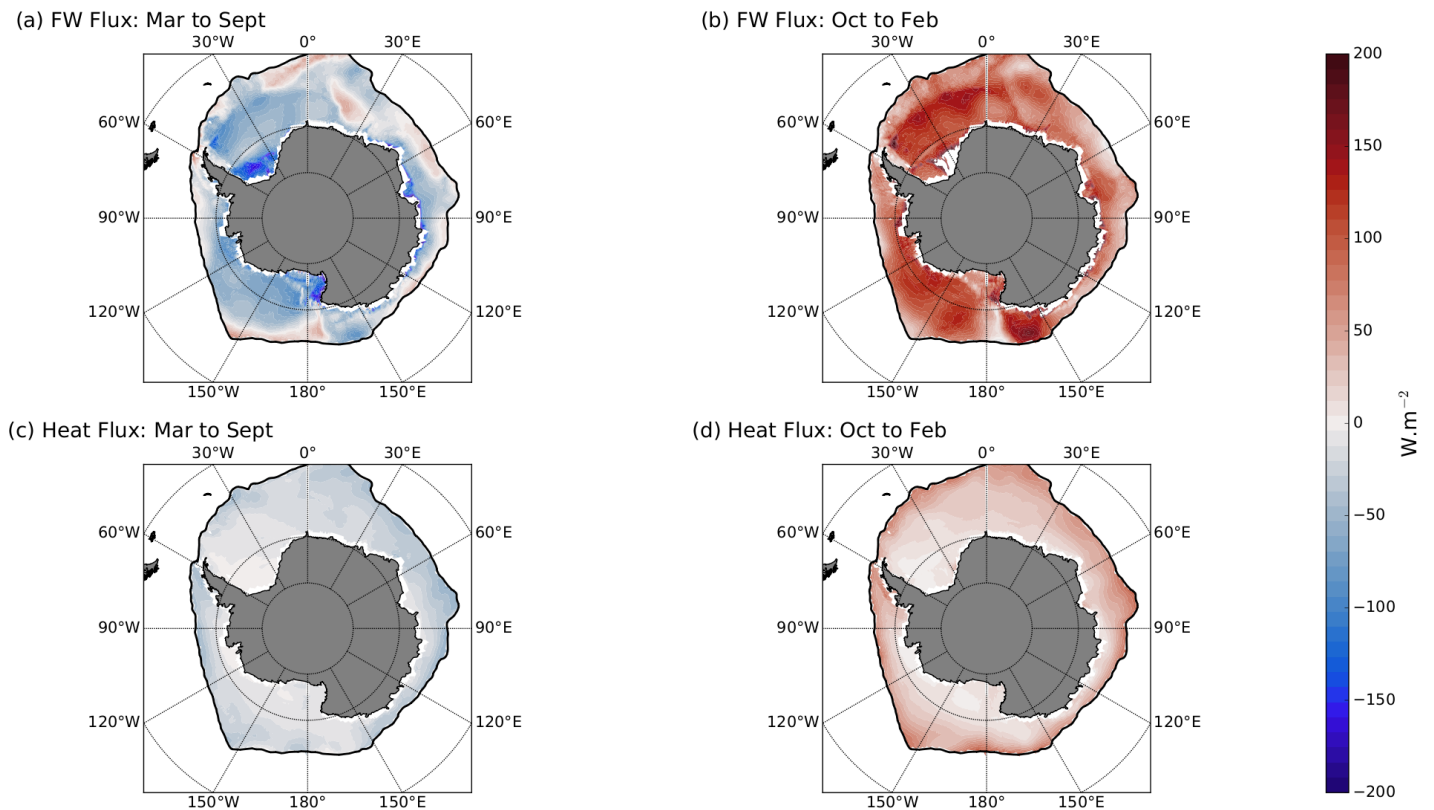 (a) FW Flux: Mar to Sept
30°W 0° 30°E
60°W 60°E
90°W 90°E
120°W 120°E
150°W 180° 150°E
(b) FW Flux: Oct to Feb
30°W 0° 30°E
60°W 60°E
90°W 90°E
120°W 120°E
150°W 180° 150°E
(c) Heat Flux: Mar to Sept
30°W 0° 30°E
60°W 60°E
90°W 90°E
120°W 120°E
150°W 180° 150°E
(d) Heat Flux: Oct to Feb
30°W 0° 30°E
60°W 60°E
90°W 90°E
120°W 120°E
150°W 180° 150°E
200
150
100
50
0
−50
−100
−150
−200
W.m⁻²